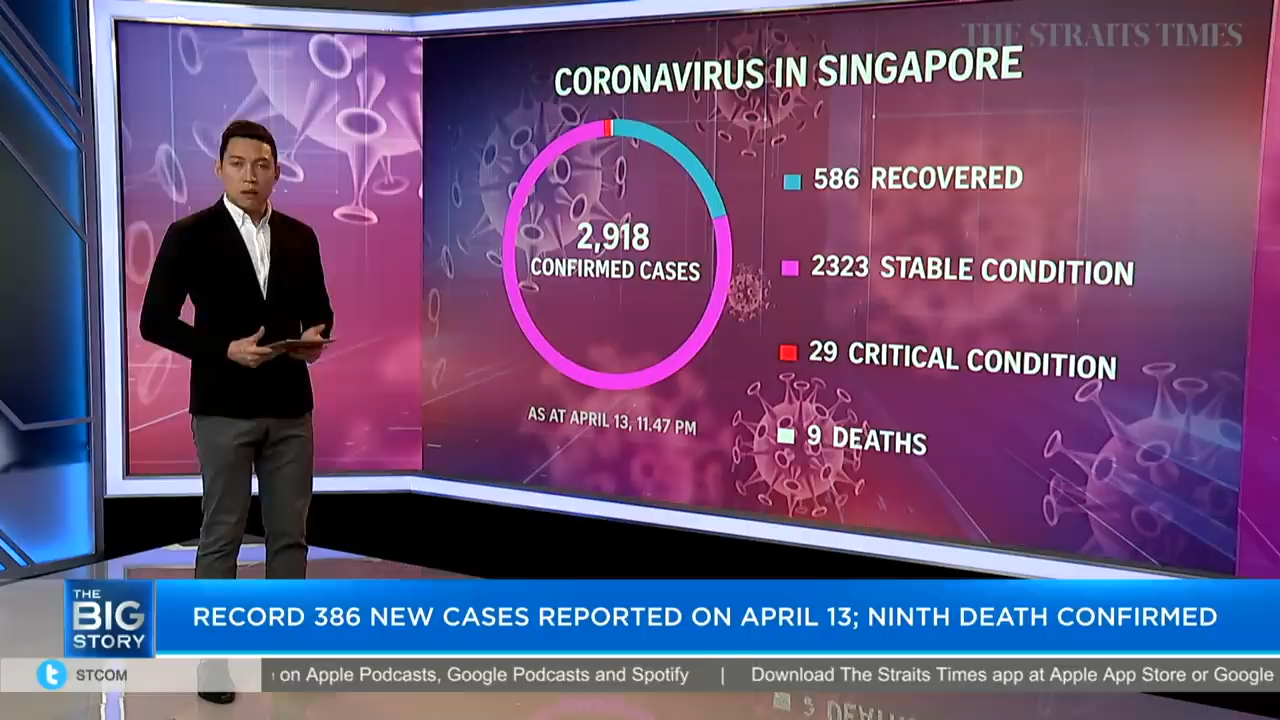 THE STRAITS TIMES
CORONAVIRUS IN SINGAPORE
2,918
CONFIRMED CASES
AS AT APRIL 13, 11.47 PM
586 RECOVERED
2323 STABLE CONDITION
29 CRITICAL CONDITION
9 DEATHS
THE
BIG
STORY
RECORD 386 NEW CASES REPORTED ON APRIL 13; NINTH DEATH CONFIRMED
STCOM
on Apple Podcasts, Google Podcasts and Spotify | Download The Straits Times app at Apple App Store or Google